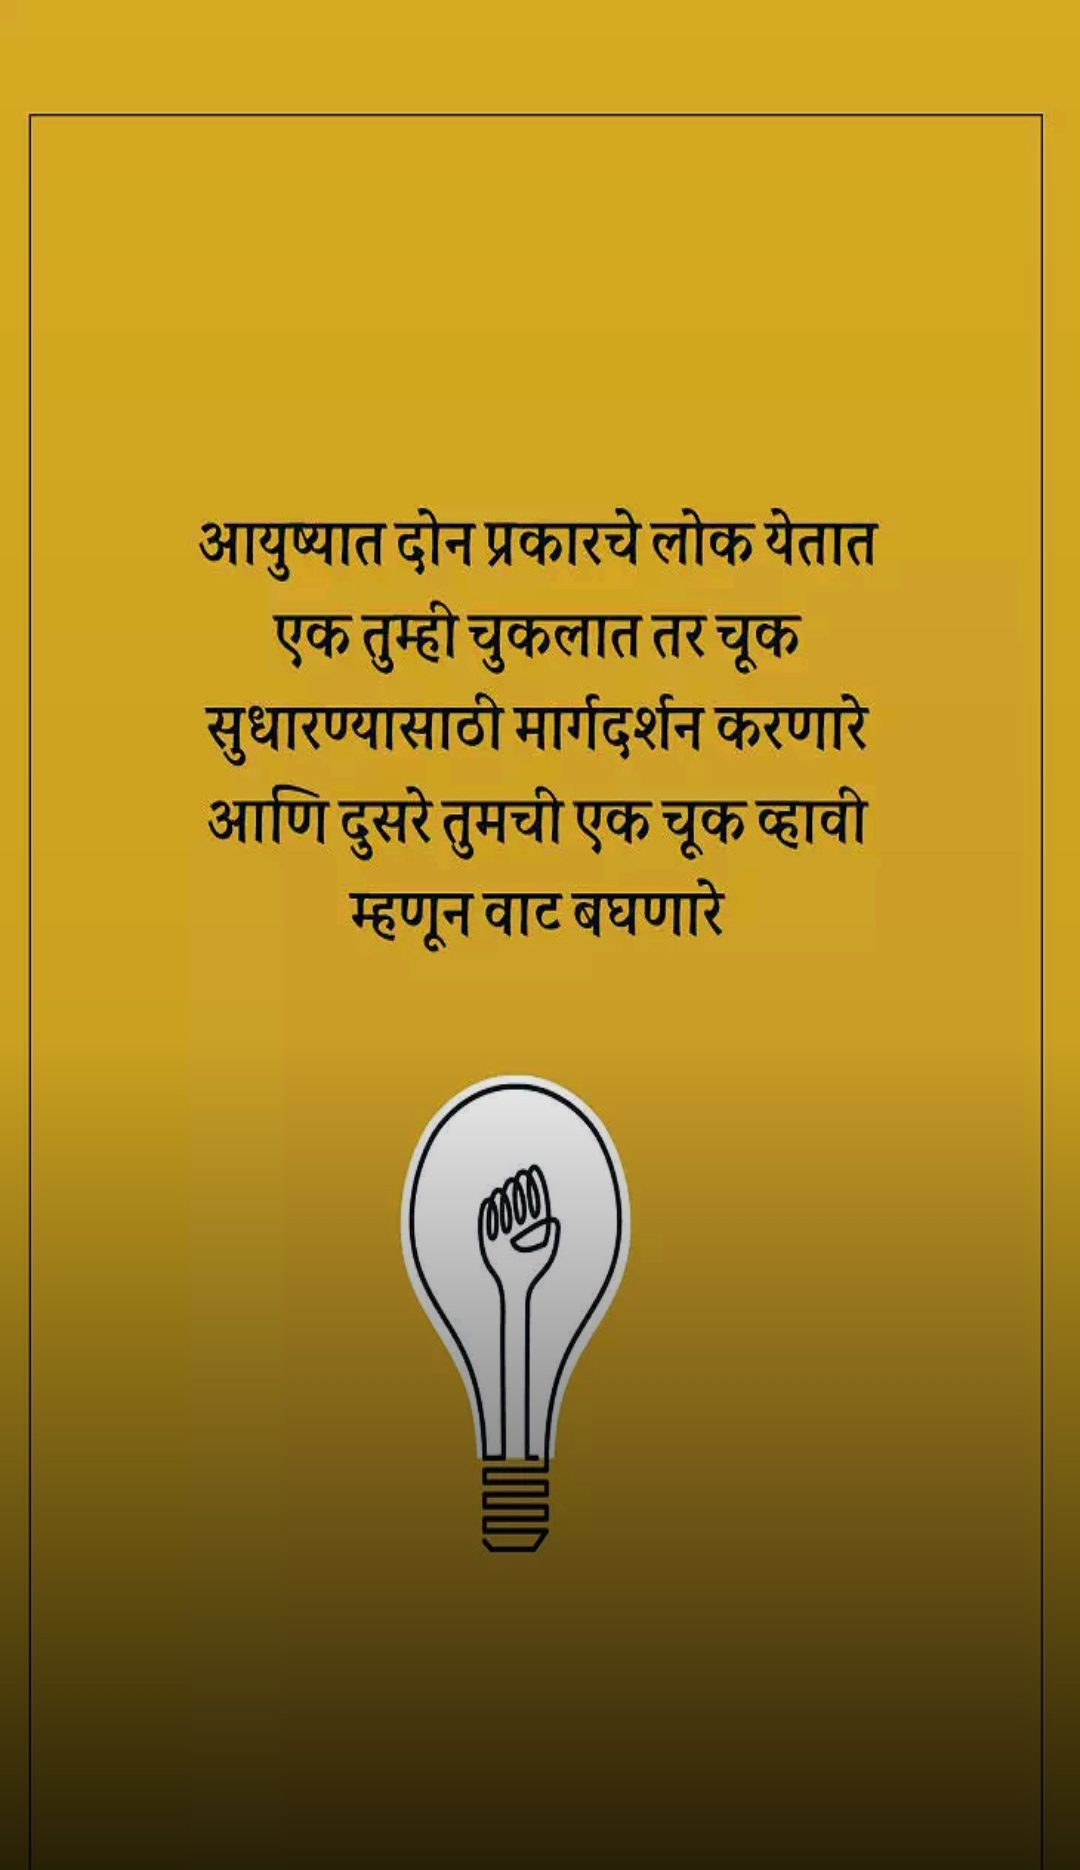 आयुष्यात दोन प्रकारचे लोक येतात
एक तुम्ही चुकलात तर चूक
सुधारण्यासाठी मार्गदर्शन करणारे
आणि दुसरे तुमची एक चूक व्हावी
म्हणून वाट बघणारे